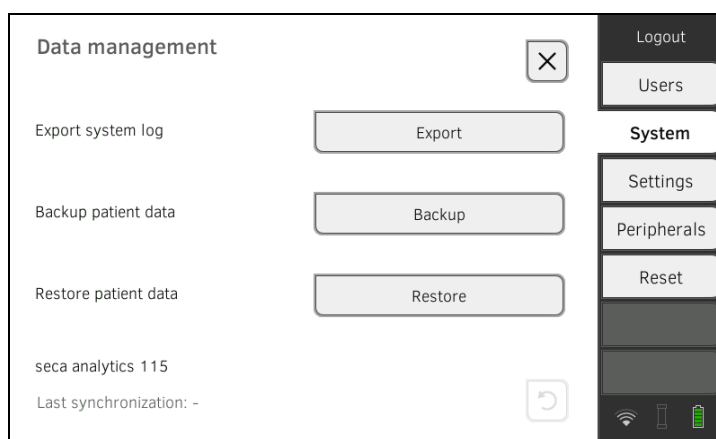 Data management
Export system log
Export
Backup patient data
Backup
Restore patient data
Restore
seca analytics 115
Last synchronization: -
Logout
Users
System
Settings
Peripherals
Reset